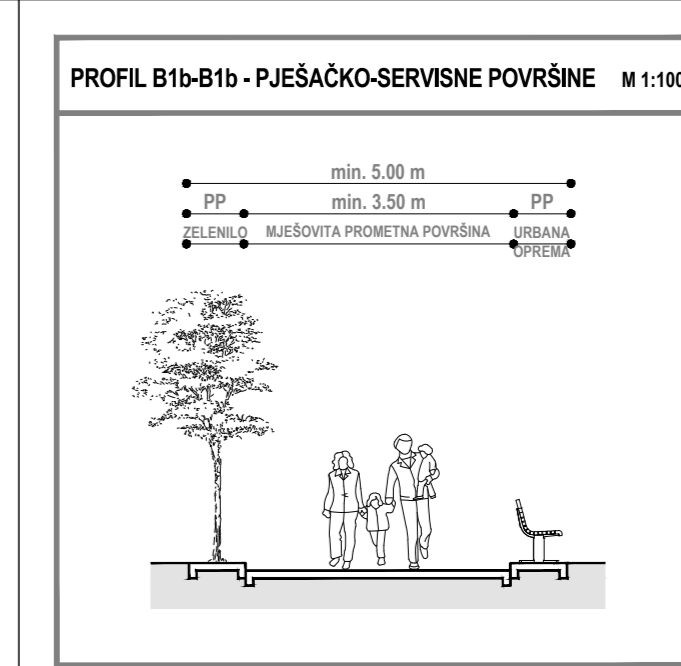 PROFIL B1b-B1b - PJEŠAČKO-SERVISNE POVRŠINE M 1:100
min. 5.00 m
PP min. 3.50 m PP
ZELENILO MJEŠOVITA PROMETNA POVRŠINA URBANA
OPREMA